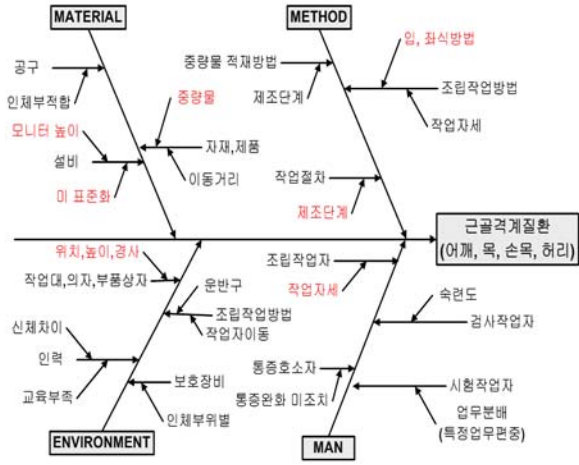 MATERIAL
METHOD
공구
인체부적합
모니터 높이
설비
미 표준화
중량물
자재,제품
이동거리
중량물 적재방법
제조단계
입, 좌식방법
조립작업방법
작업자세
작업절차
제조단계
근골격계질환
(어깨, 목, 손목, 허리)
위치,높이,경사
작업대,의자,부품상자
운반구
조립작업방법
작업자이동
신체차이
인력
교육부족
보호장비
인체부위별
조립작업자
작업자세
숙련도
검사작업자
통증호소자
통증완화 미조치
시험작업자
업무분배
(특정업무편중)
ENVIRONMENT
MAN